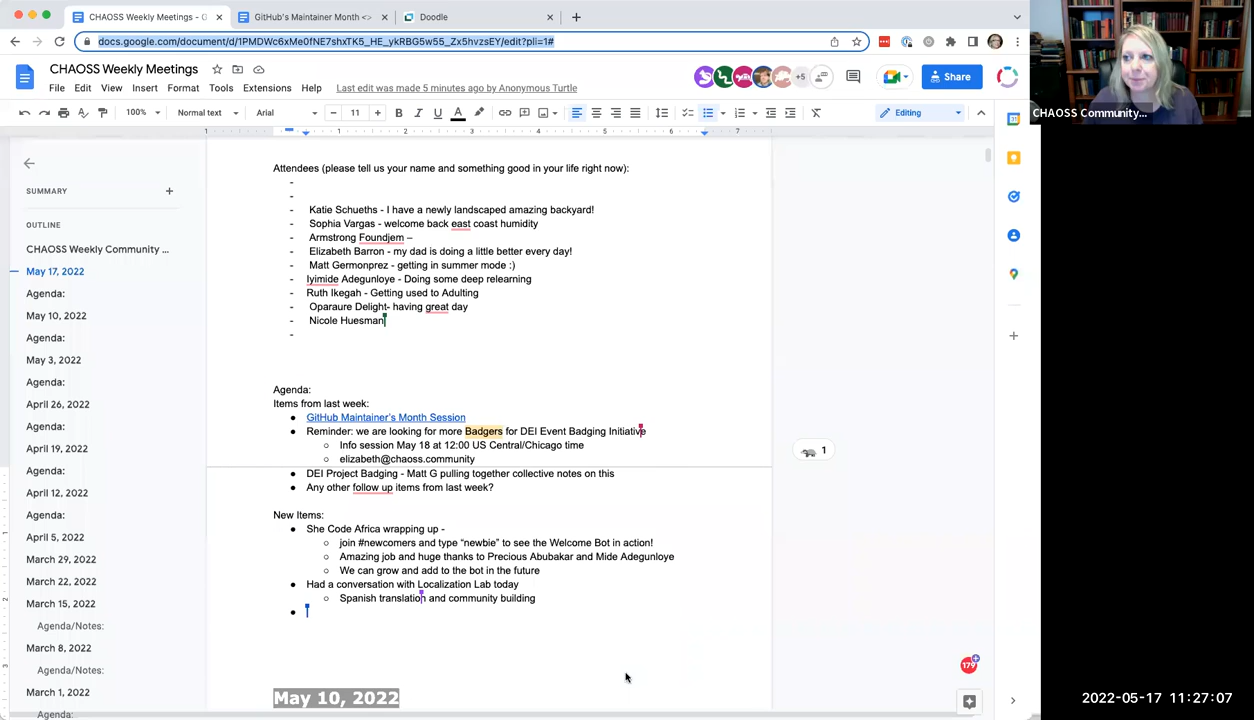 CHAOSS Weekly Meetings - G
GitHub's Maintainer Month <>
Doodle
docs.google.com/document/d/1PMDWc6xMe0fNE7shxTK5_HE_ykRBG5w55_Zx5hvzsEY/edit?pli=1#
CHAOSS Weekly Meetings
File Edit View Insert Format Tools Extensions Help
Last edit was made 5 minutes ago by Anonymous Turtle
+5
Share
100% Normal text Arial 11 B I U A
Editing
CHAOSS Community...
1 1 2 3 4 5 6 7
SUMMARY
OUTLINE
CHAOSS Weekly Community ...
May 17, 2022
Agenda:
May 10, 2022
Agenda:
May 3, 2022
Agenda:
April 26, 2022
Agenda:
April 19, 2022
Agenda:
April 12, 2022
Agenda:
April 5, 2022
March 29, 2022
March 22, 2022
March 15, 2022
Agenda/Notes:
March 8, 2022
Agenda/Notes:
March 1, 2022
Agenda:
Attendees (please tell us your name and something good in your life right now):
-
-
- Katie Schueths - I have a newly landscaped amazing backyard!
- Sophia Vargas - welcome back east coast humidity
- Armstrong Foundjem –
- Elizabeth Barron - my dad is doing a little better every day!
- Matt Germonprez - getting in summer mode :)
- Iyimide Adegunloye - Doing some deep relearning
- Ruth Ikegah - Getting used to Adulting
- Oparaure Delight- having great day
- Nicole Huesman
-
Agenda:
Items from last week:
● GitHub Maintainer's Month Session
● Reminder: we are looking for more Badgers for DEI Event Badging Initiative
○ Info session May 18 at 12:00 US Central/Chicago time
○ elizabeth@chaoss.community
1
● DEI Project Badging - Matt G pulling together collective notes on this
● Any other follow up items from last week?
New Items:
● She Code Africa wrapping up -
○ join #newcomers and type “newbie” to see the Welcome Bot in action!
○ Amazing job and huge thanks to Precious Abubakar and Mide Adegunloye
○ We can grow and add to the bot in the future
● Had a conversation with Localization Lab today
○ Spanish translation and community building
●
179
May 10, 2022
2022-05-17 11:27:07